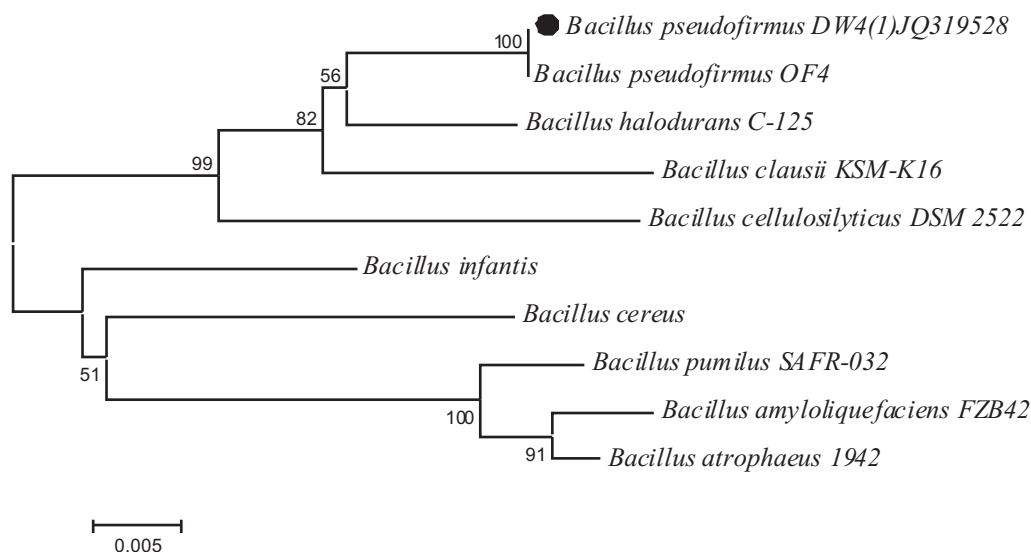 100
Bacillus pseudofirmus DW4(1)JQ319528
Bacillus pseudofirmus OF4
56
Bacillus halodurans C-125
82
Bacillus clausii KSM-K16
99
Bacillus cellulosilyticus DSM 2522
Bacillus infantis
Bacillus cereus
51
Bacillus pumilus SAFR-032
100
Bacillus amyloliquefaciens FZB42
91
Bacillus atrophaeus 1942
0.005